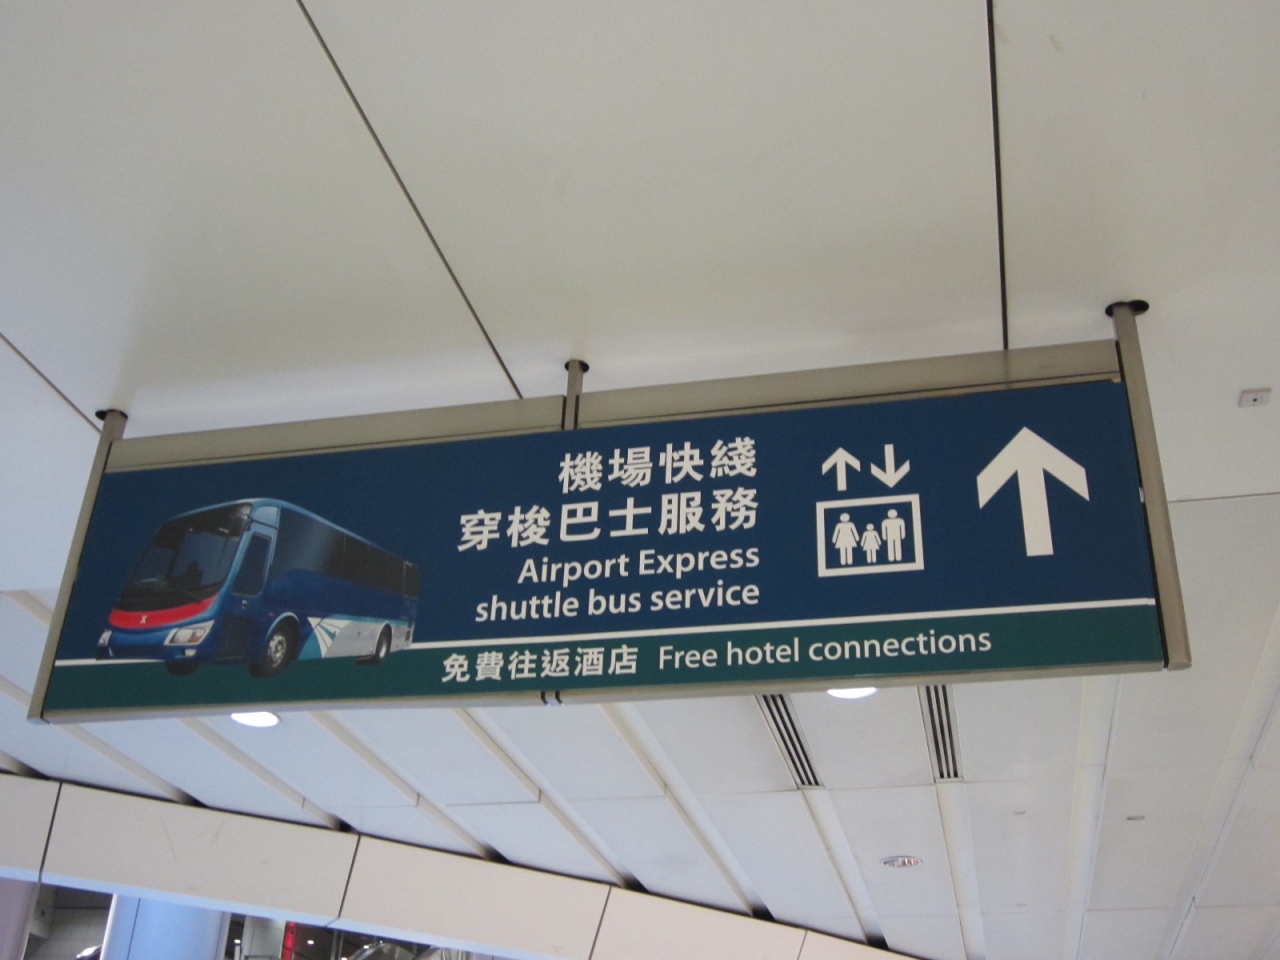 機場快綫
穿梭巴士服務
Airport Express
shuttle bus service
免費往返酒店 Free hotel connections